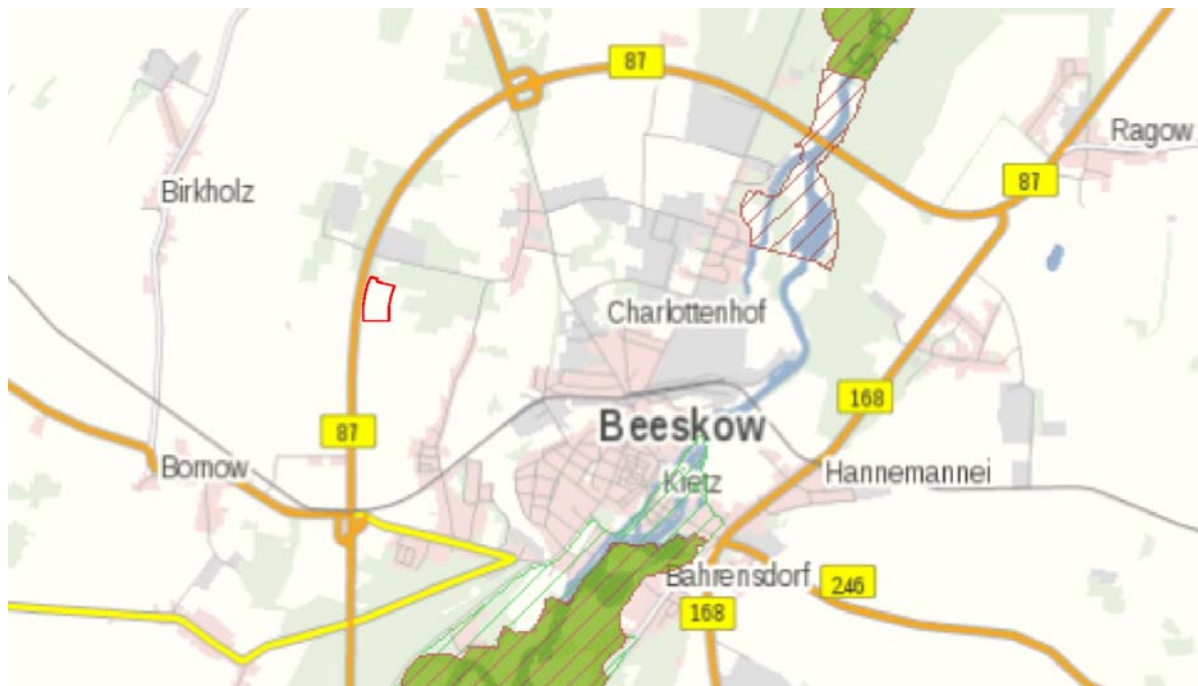 87
Ragow
87
Birkholz
Charlottenhof
168
Beeskow
87
Bornow
Kietz
Hannemannei
Bahrensdorf
246
168